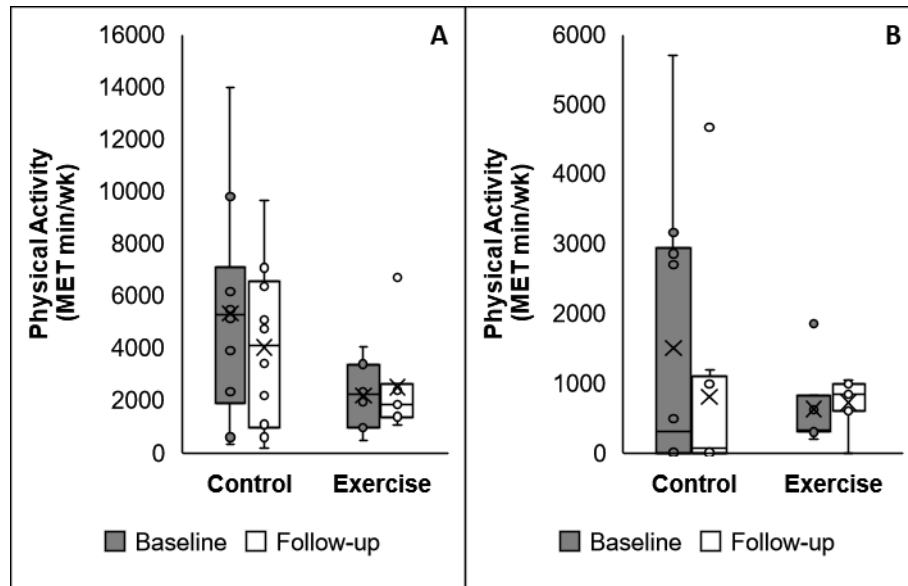 A
Physical Activity
(MET min/wk)
16000
14000
12000
10000
8000
6000
4000
2000
0
Control Exercise
Baseline Follow-up
B
Physical Activity
(MET min/wk)
6000
5000
4000
3000
2000
1000
0
Control Exercise
Baseline Follow-up